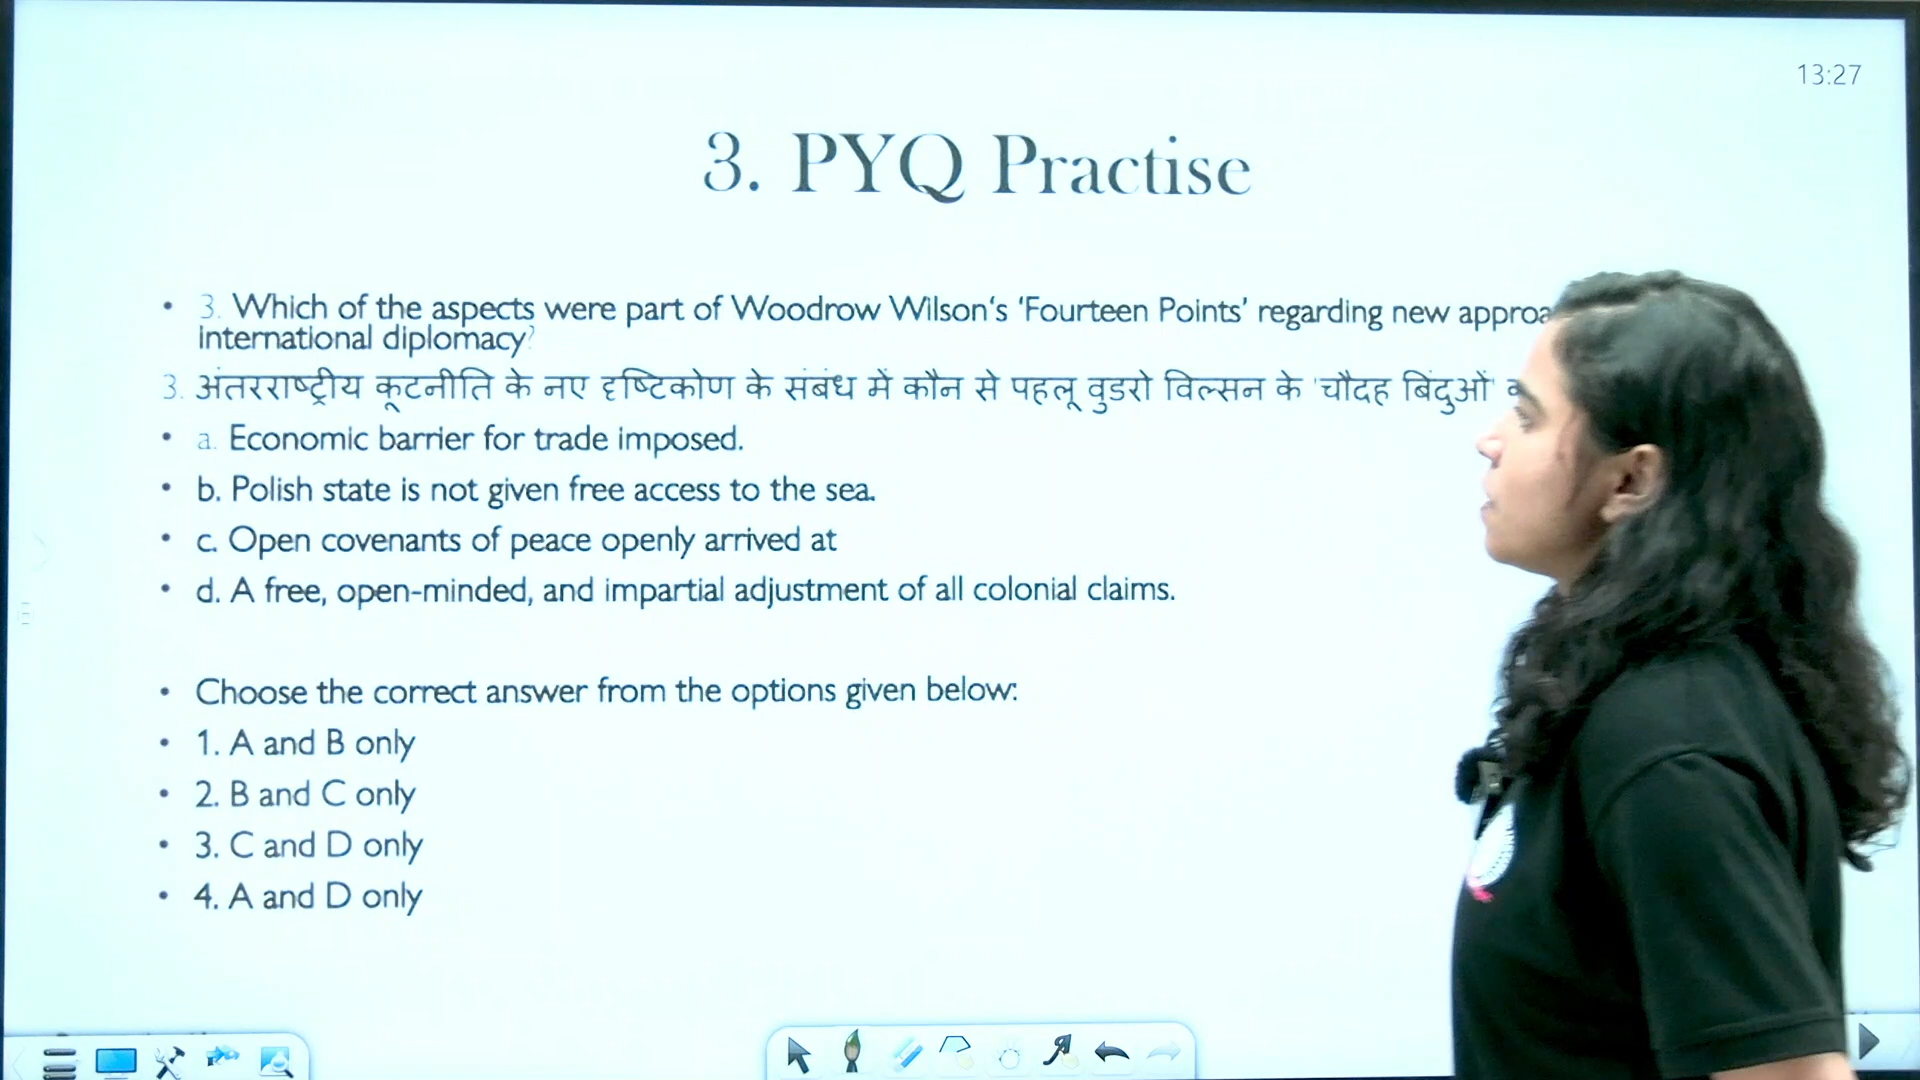 13:27
3. PYQ Practise
• 3. Which of the aspects were part of Woodrow Wilson's 'Fourteen Points' regarding new
international diplomacy?
3. अंतरराष्ट्रीय कूटनीति के नए दृष्टिकोण के संबंध में कौन से पहलू वुडरो विल्सन के 'चौदह बिंदुओं'
• a. Economic barrier for trade imposed.
• b. Polish state is not given free access to the sea.
• c. Open covenants of peace openly arrived at
• d. A free, open-minded, and impartial adjustment of all colonial claims.
• Choose the correct answer from the options given below:
• 1. A and B only
• 2. B and C only
• 3. C and D only
• 4. A and D only